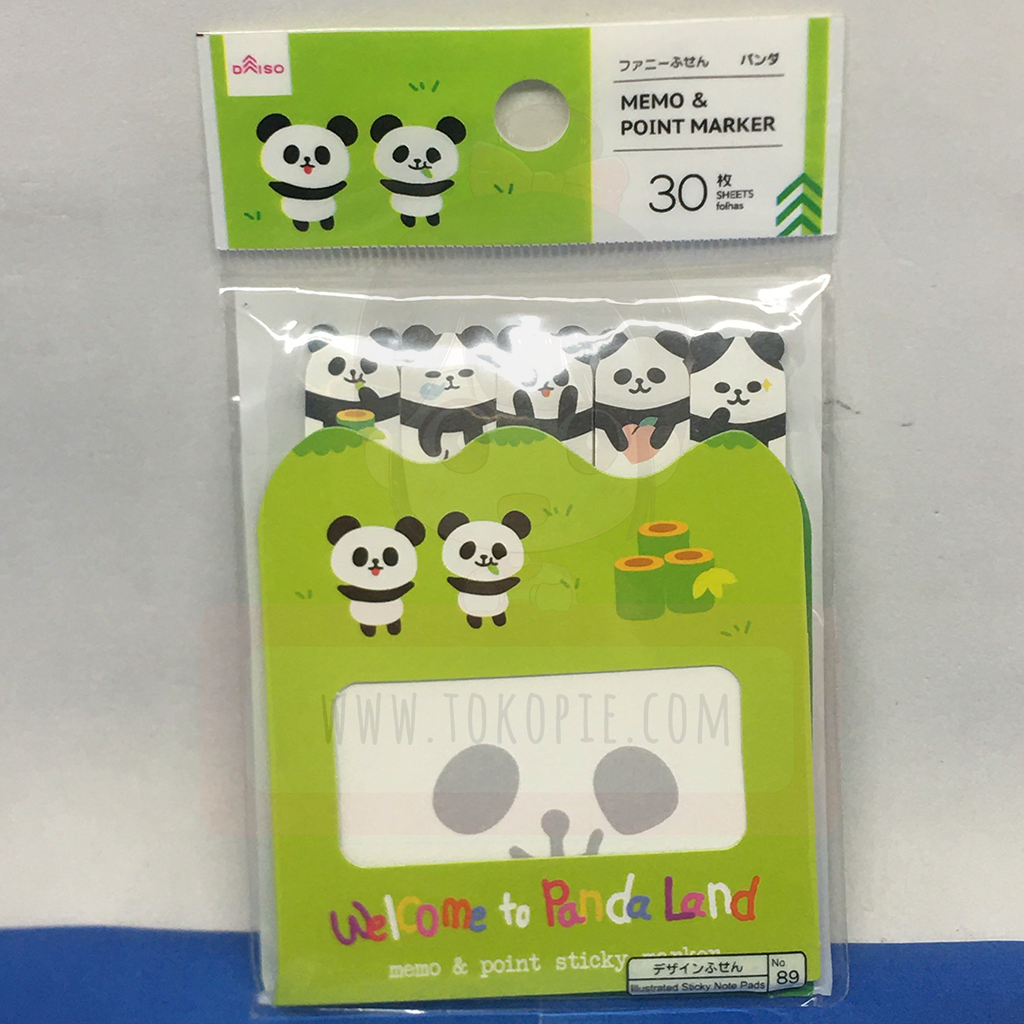 DAISO
ファニーふせん パンダ
MEMO &
POINT MARKER
30枚
SHEETS
folhas
WWW.TOKOPIE.COM
Welcome to Panda Land
memo & point sticky marker
デザインふせん
Illustrated Sticky Note Pads
No.
89